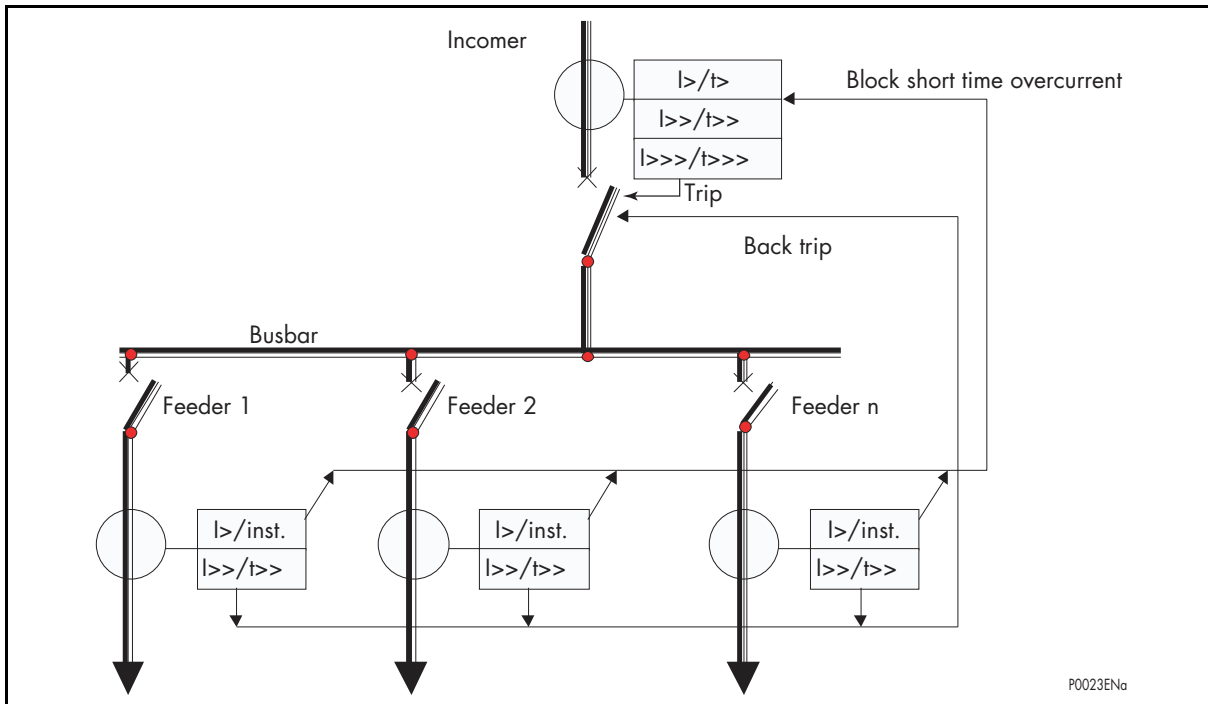 Incomer
I>/t>
Block short time overcurrent
I>>/t>>
I>>>/t>>>
Trip
Back trip
Busbar
Feeder 1
Feeder 2
Feeder n
I>/inst.
I>/inst.
I>/inst.
I>>/t>>
I>>/t>>
I>>/t>>
P0023ENa